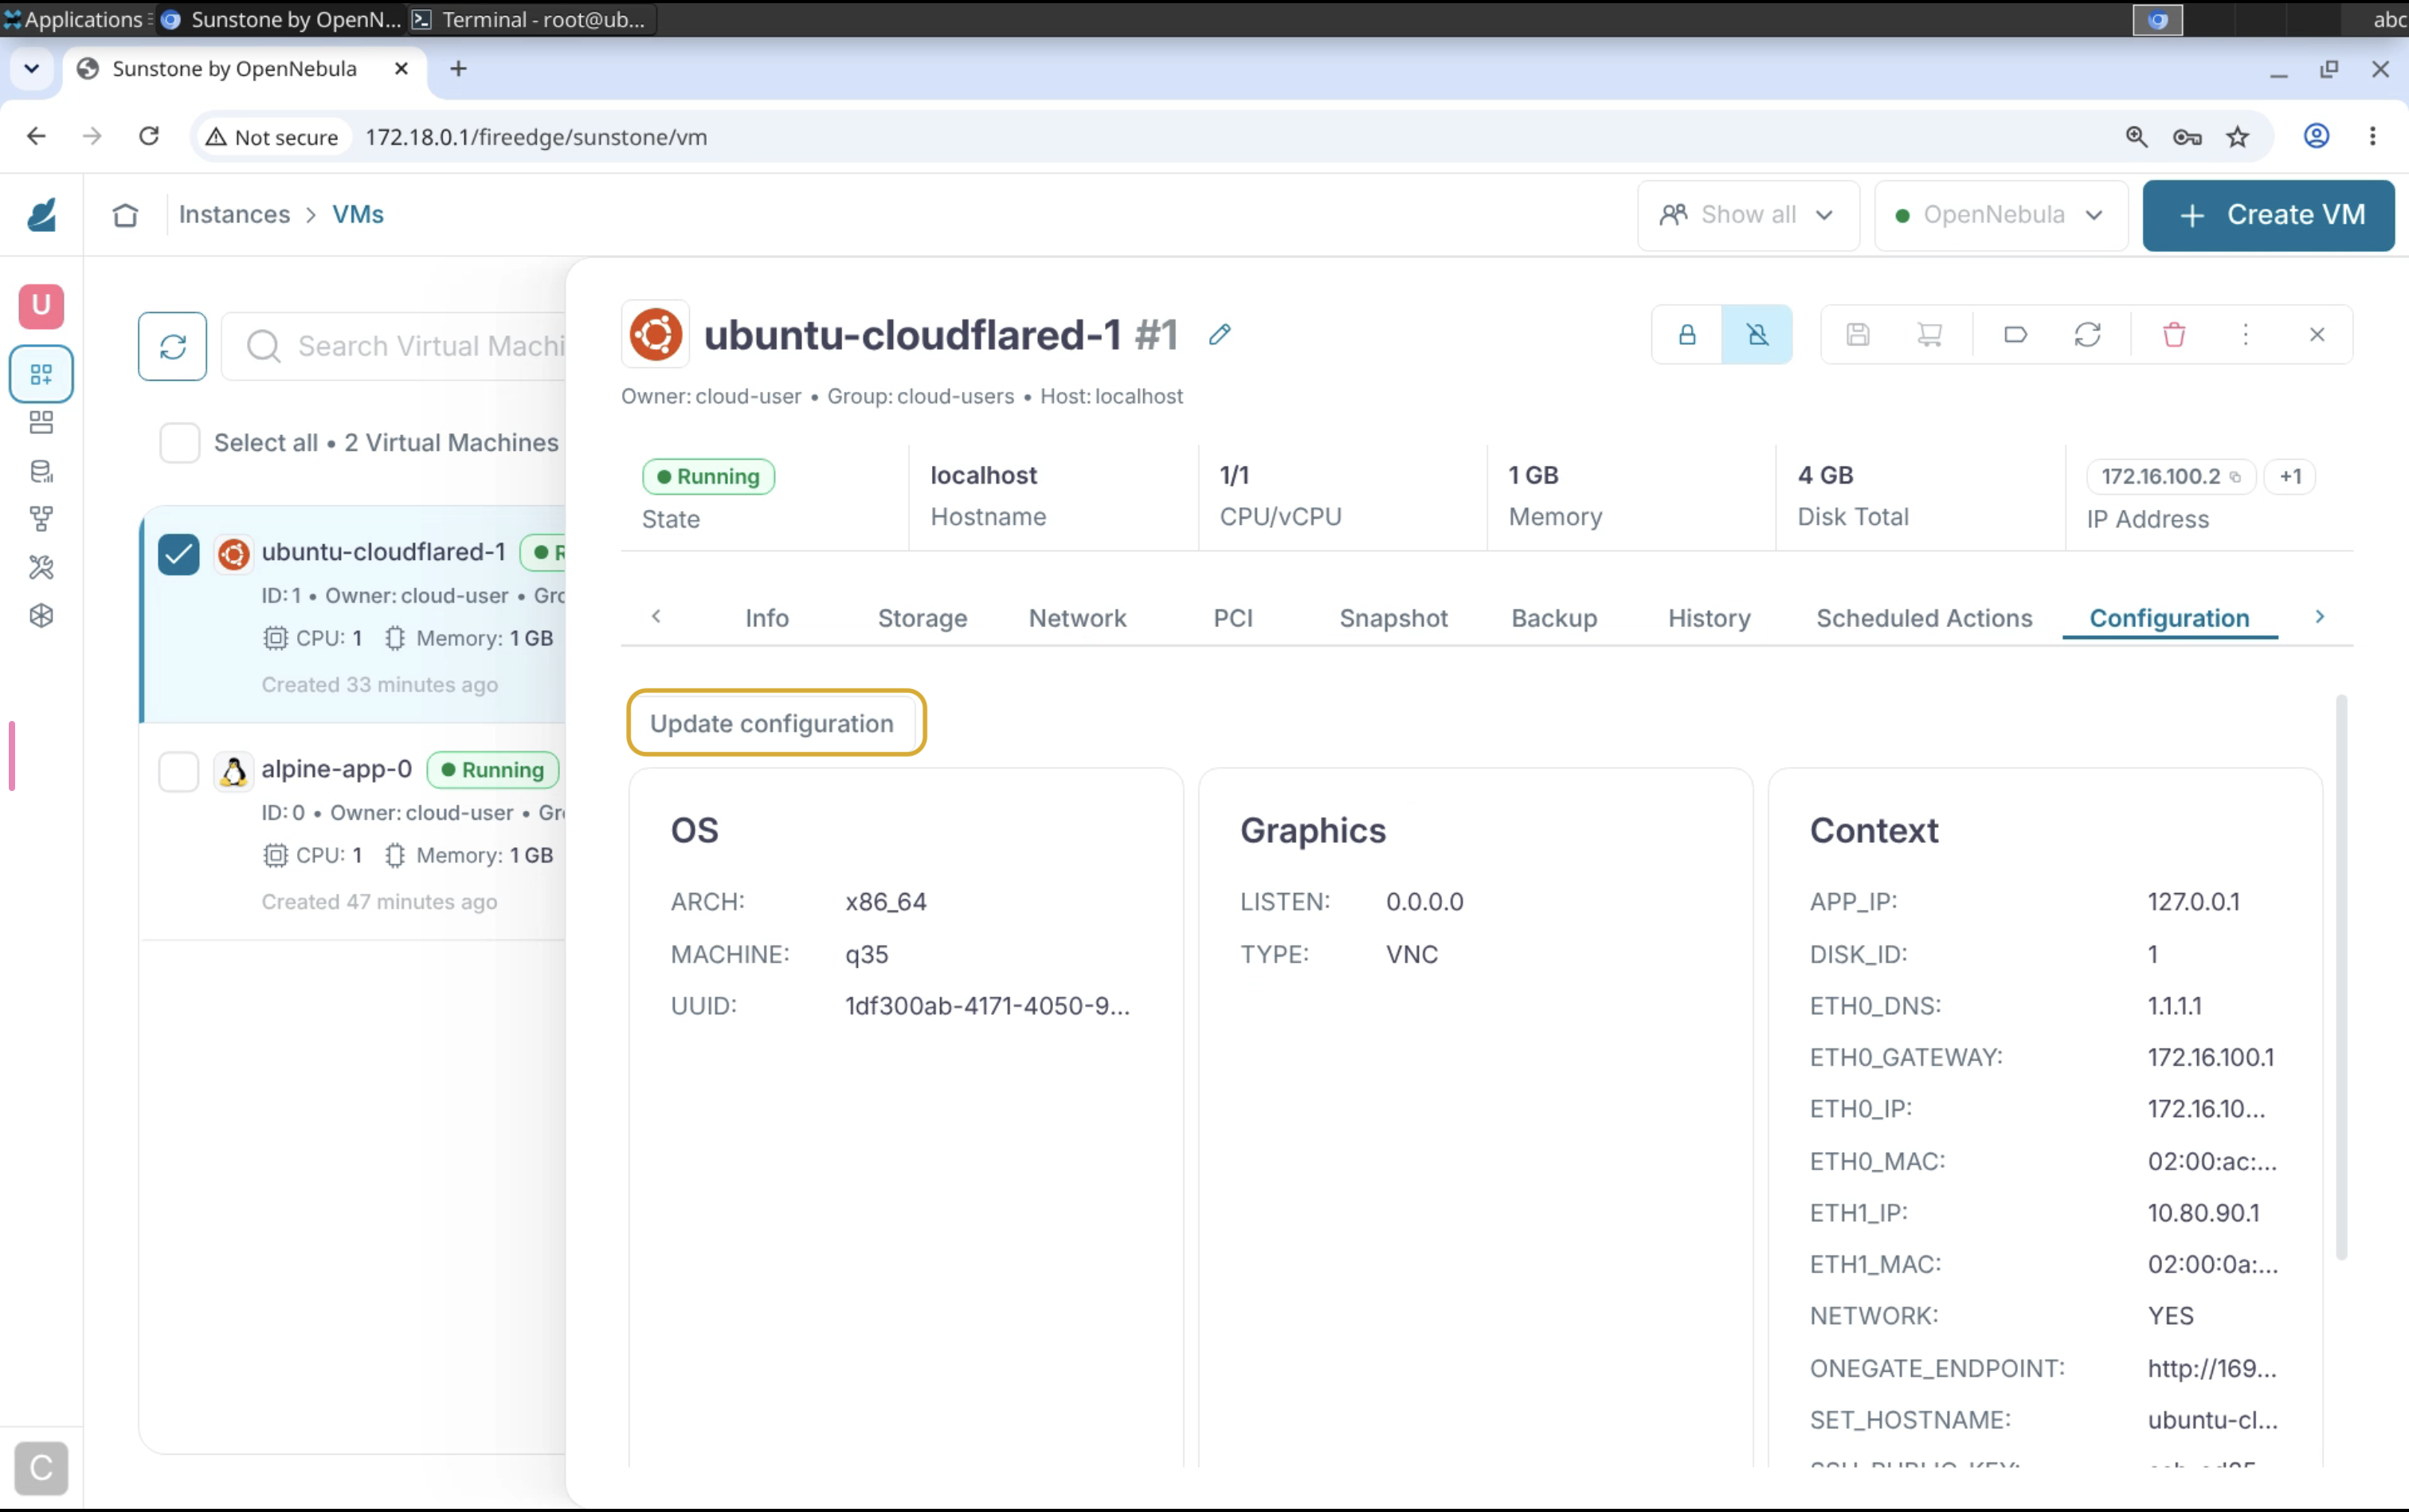 Applications
Sunstone by OpenN...
Terminal - root@ub...
abc
Sunstone by OpenNebula
Not secure
172.18.0.1/fireedge/sunstone/vm
Instances > VMs
Show all
OpenNebula
+ Create VM
U
Search Virtual Machi
Select all • 2 Virtual Machines
ubuntu-cloudflared-1
ID: 1 • Owner: cloud-user • Gro
CPU: 1 Memory: 1 GB
Created 33 minutes ago
alpine-app-0 Running
ID: 0 • Owner: cloud-user • Gr
CPU: 1 Memory: 1 GB
Created 47 minutes ago
C
ubuntu-cloudflared-1 #1
Owner: cloud-user • Group: cloud-users • Host: localhost
Running
State
localhost
Hostname
1/1
CPU/vCPU
1 GB
Memory
4 GB
Disk Total
172.16.100.2 +1
IP Address
Info Storage Network PCI Snapshot Backup History Scheduled Actions Configuration
Update configuration
OS
ARCH: x86_64
MACHINE: q35
UUID: 1df300ab-4171-4050-9...
Graphics
LISTEN: 0.0.0.0
TYPE: VNC
Context
APP_IP: 127.0.0.1
DISK_ID: 1
ETH0_DNS: 1.1.1.1
ETH0_GATEWAY: 172.16.100.1
ETH0_IP: 172.16.10...
ETH0_MAC: 02:00:ac:...
ETH1_IP: 10.80.90.1
ETH1_MAC: 02:00:0a:...
NETWORK: YES
ONEGATE_ENDPOINT: http://169...
SET_HOSTNAME: ubuntu-cl...